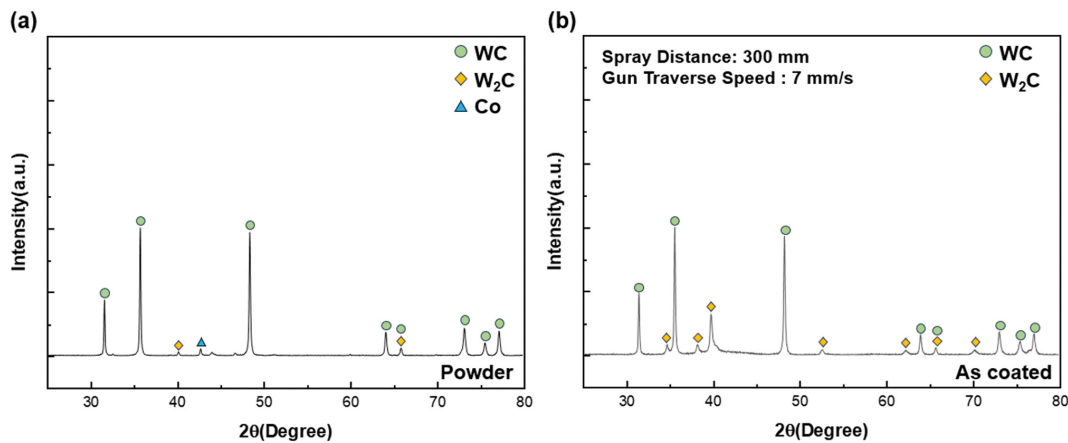 (a)
WC
W₂C
Co
Intensity(a.u.)
Powder
30 40 50 60 70 80
2θ(Degree)
(b)
Spray Distance: 300 mm
Gun Traverse Speed : 7 mm/s
WC
W₂C
Intensity(a.u.)
As coated
30 40 50 60 70 80
2θ(Degree)